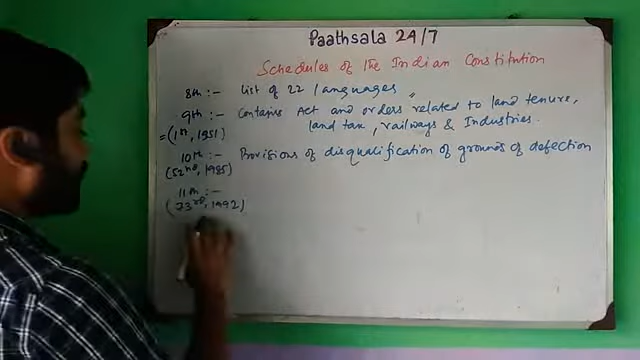 Paathsala 24/7
Schedules of the Indian Constitution
8th :- List of 22 languages
9th :- Contains Act and orders related to land tenure,
= (1st, 1951) land tax, railways & Industries.
10th :- Provisions of disqualification of grounds of defection
(52nd, 1985)
11th :-
(73rd, 1992)